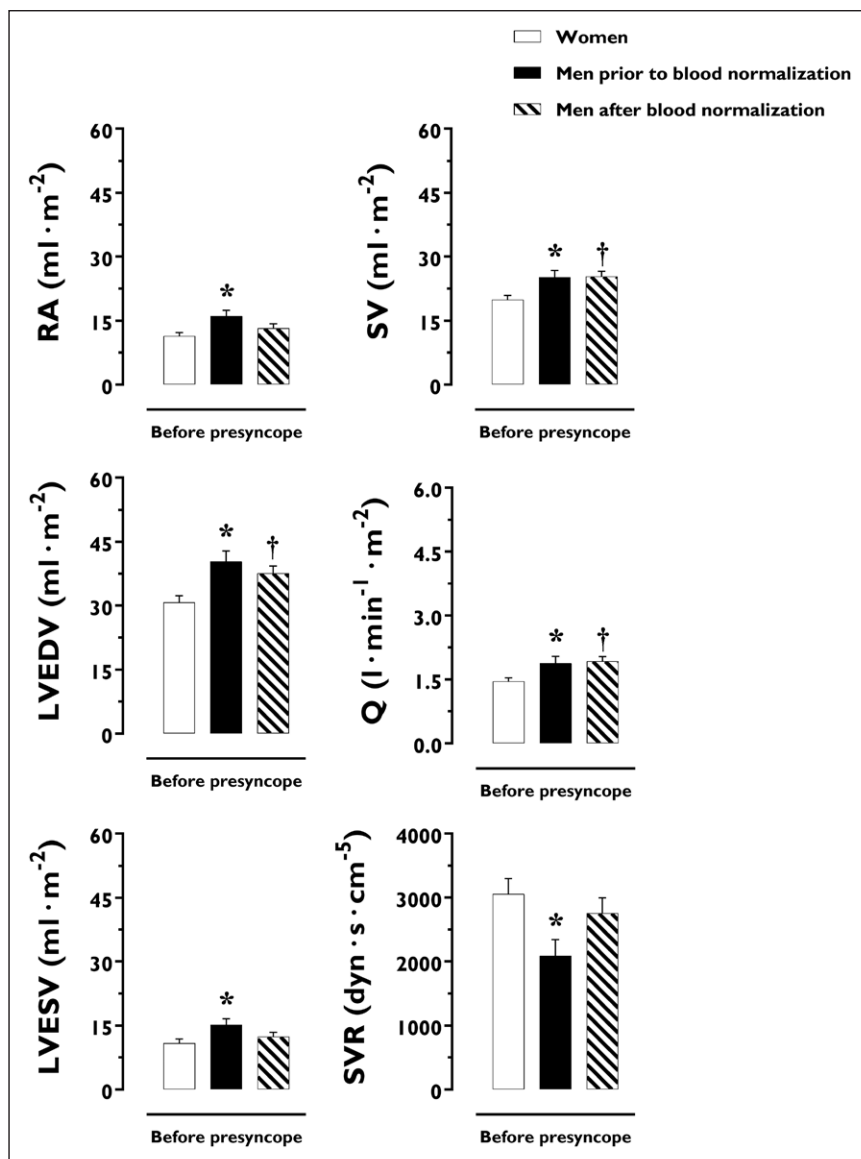 Women
Men prior to blood normalization
Men after blood normalization
RA (ml·m⁻²)
60
45
30
15
0
*
Before presyncope
SV (ml·m⁻²)
60
45
30
15
0
* †
Before presyncope
LVEDV (ml·m⁻²)
60
45
30
15
0
* †
Before presyncope
Q (l·min⁻¹·m⁻²)
6.0
4.5
3.0
1.5
0.0
* †
Before presyncope
LVESV (ml·m⁻²)
60
45
30
15
0
*
Before presyncope
SVR (dyn·s·cm⁻⁵)
4000
3000
2000
1000
0
*
Before presyncope